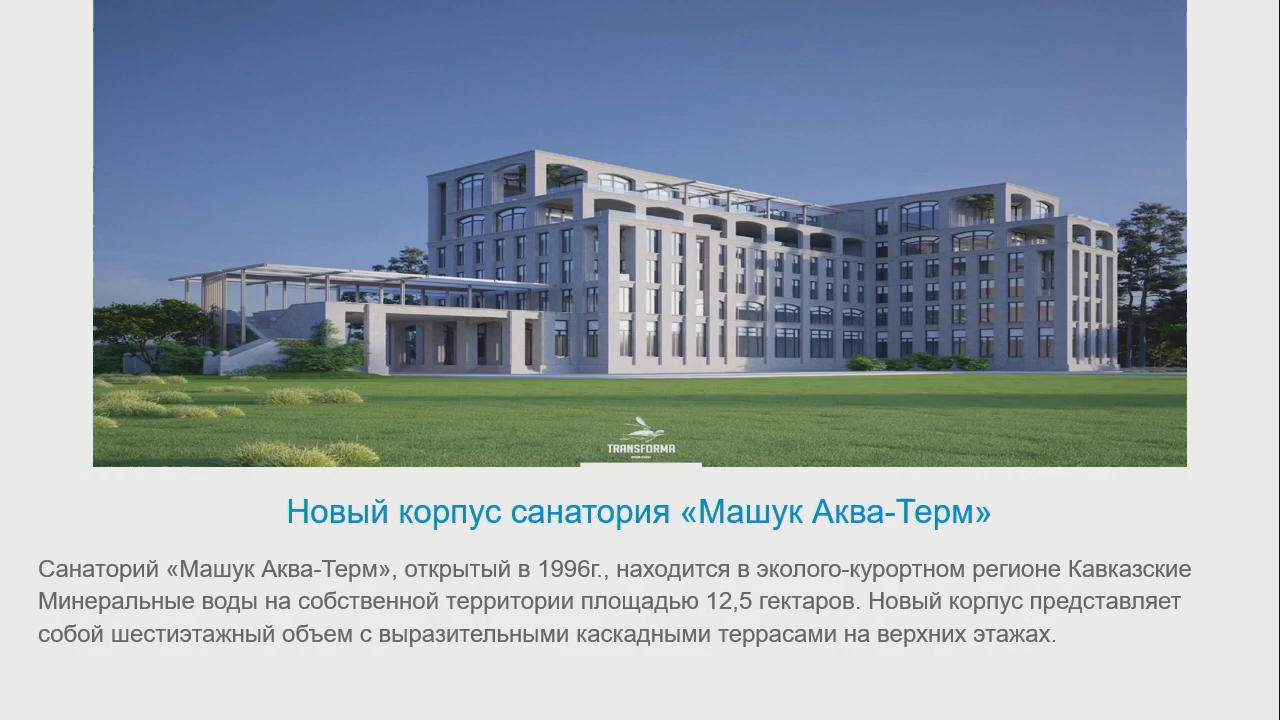 TRANSFORMA
Новый корпус санатория «Машук Аква-Терм»
Санаторий «Машук Аква-Терм», открытый в 1996г., находится в эколого-курортном регионе Кавказские
Минеральные воды на собственной территории площадью 12,5 гектаров. Новый корпус представляет
собой шестиэтажный объем с выразительными каскадными террасами на верхних этажах.